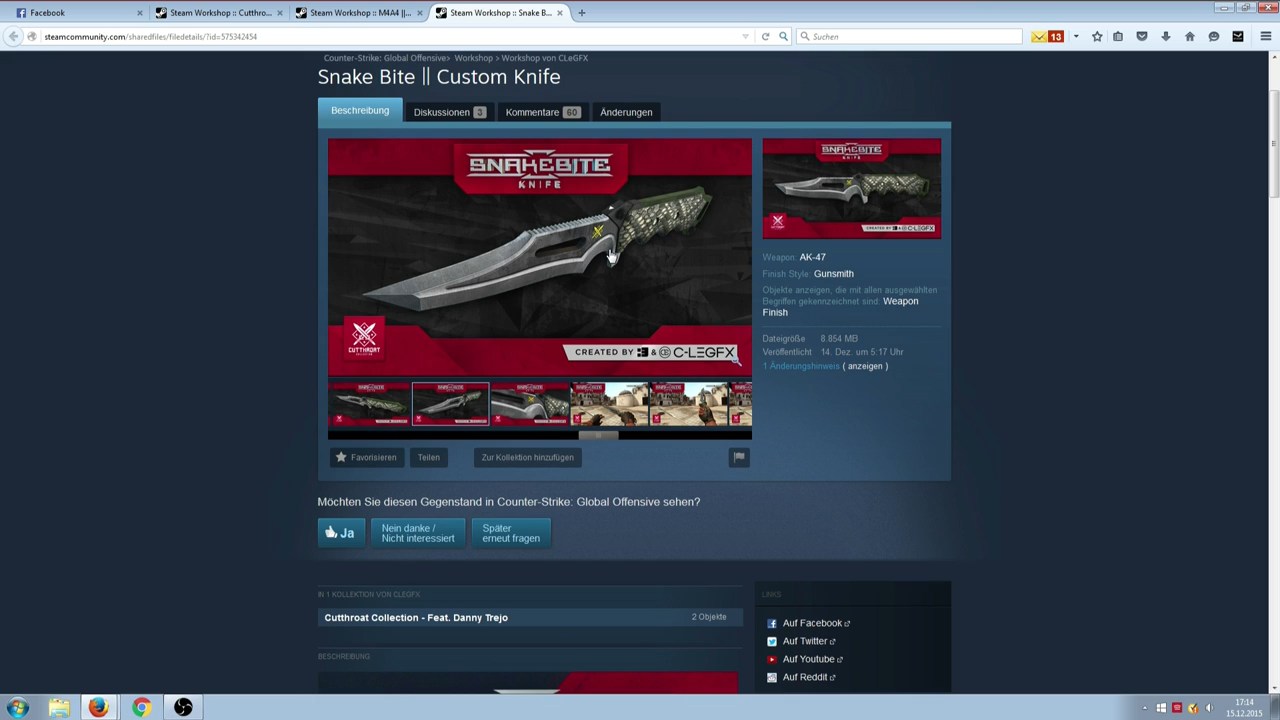 Facebook
Steam Workshop :: Cutthro...
Steam Workshop :: M4A4 ||...
Steam Workshop :: Snake B...
steamcommunity.com/sharedfiles/filedetails/?id=575342454
Suchen
13
Counter-Strike: Global Offensive> Workshop > Workshop von CLeGFX
Snake Bite || Custom Knife
Beschreibung
Diskussionen 3
Kommentare 60
Änderungen
SNAKEBITE
KNIFE
CUTTHROAT
CREATED BY & C-LEGFX
SNAKEBITE
Weapon: AK-47
Finish Style: Gunsmith
Objekte anzeigen, die mit allen ausgewählten
Begriffen gekennzeichnet sind: Weapon
Finish
Dateigröße 8.854 MB
Veröffentlicht 14. Dez. um 5:17 Uhr
1 Änderungshinweis ( anzeigen )
Favorisieren
Teilen
Zur Kollektion hinzufügen
Möchten Sie diesen Gegenstand in Counter-Strike: Global Offensive sehen?
Ja
Nein danke /
Nicht interessiert
Später
erneut fragen
IN 1 KOLLEKTION VON CLEGFX
Cutthroat Collection - Feat. Danny Trejo
2 Objekte
BESCHREIBUNG
LINKS
Auf Facebook
Auf Twitter
Auf Youtube
Auf Reddit
17:14
15.12.2015